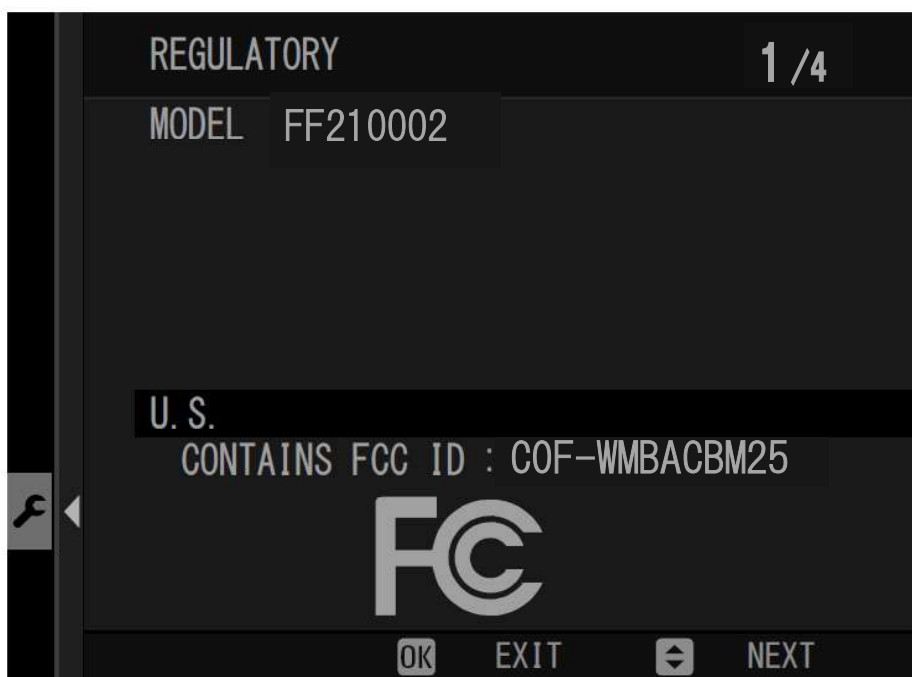 REGULATORY 1/4
MODEL FF210002
U.S.
CONTAINS FCC ID : COF-WMBACBM25
FC
OK EXIT NEXT